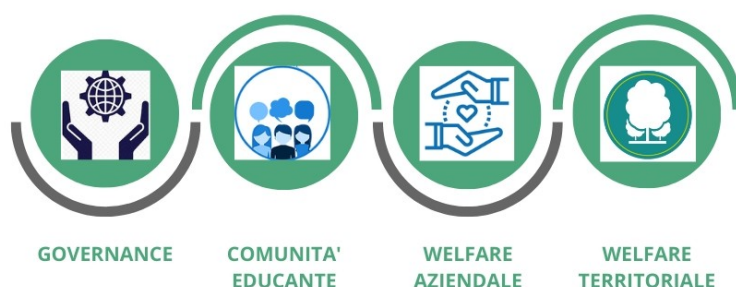 GOVERNANCE
COMUNITA'
EDUCANTE
WELFARE
AZIENDALE
WELFARE
TERRITORIALE